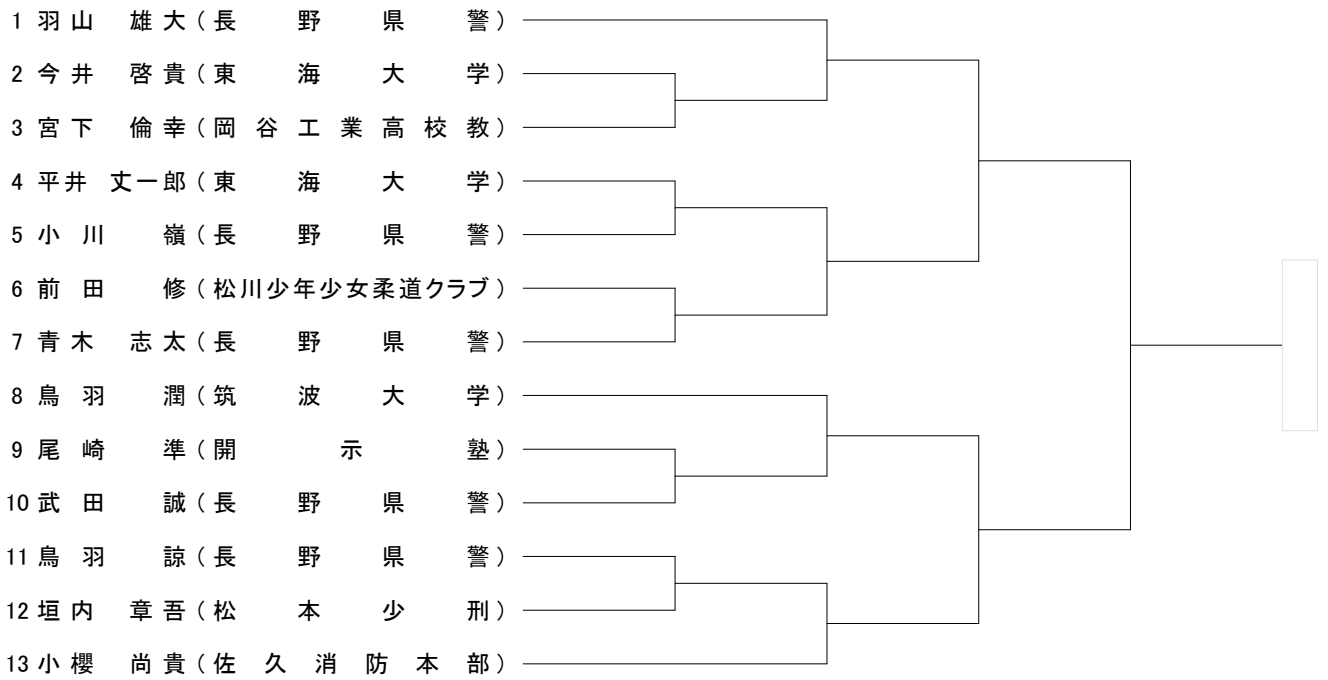 1 羽山 雄大(長野県警)
2 今井 啓貴(東海大学)
3 宮下 倫幸(岡谷工業高校教)
4 平井 丈一郎(東海大学)
5 小川 嶺(長野県警)
6 前田 修(松川少年少女柔道クラブ)
7 青木 志太(長野県警)
8 鳥羽 潤(筑波大学)
9 尾崎 準(開示塾)
10 武田 誠(長野県警)
11 鳥羽 諒(長野県警)
12 垣内 章吾(松本少刑)
13 小櫻 尚貴(佐久消防本部)